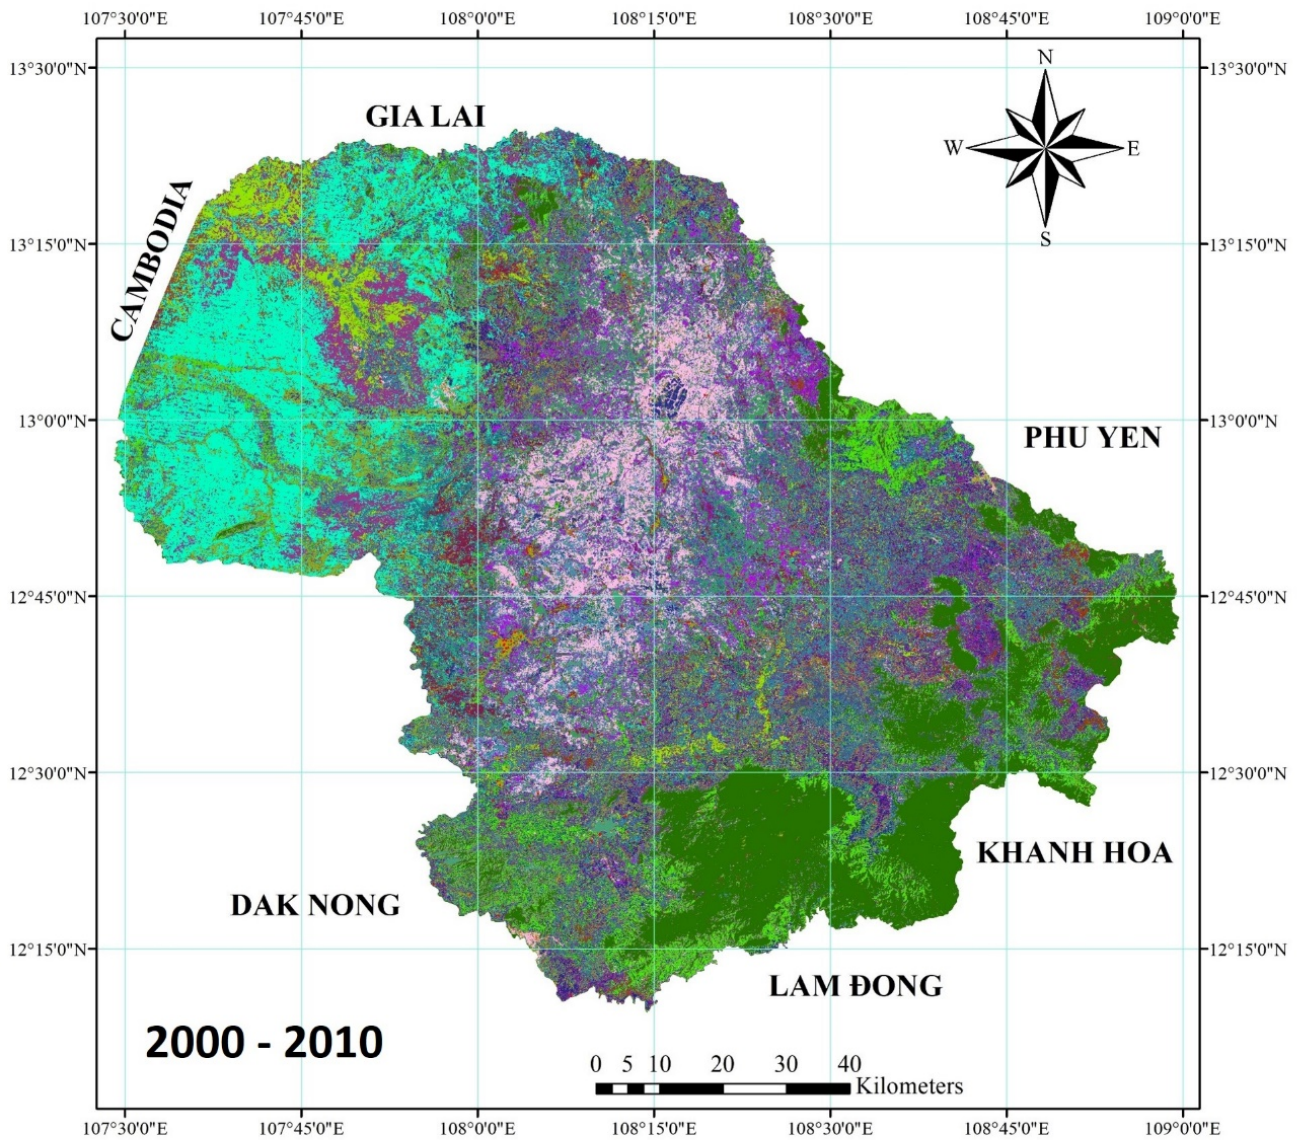 107°30'0"E 107°45'0"E 108°0'0"E 108°15'0"E 108°30'0"E 108°45'0"E 109°0'0"E
13°30'0"N 13°30'0"N
N
GIA LAI
W E
CAMBODIA
S
13°15'0"N 13°15'0"N
13°0'0"N 13°0'0"N
PHU YEN
12°45'0"N 12°45'0"N
12°30'0"N 12°30'0"N
KHANH HOA
DAK NONG
12°15'0"N 12°15'0"N
LAM ĐONG
2000 - 2010
0 5 10 20 30 40
Kilometers
107°30'0"E 107°45'0"E 108°0'0"E 108°15'0"E 108°30'0"E 108°45'0"E 109°0'0"E